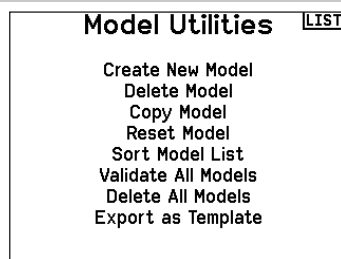 Model Utilities
LIST
Create New Model
Delete Model
Copy Model
Reset Model
Sort Model List
Validate All Models
Delete All Models
Export as Template